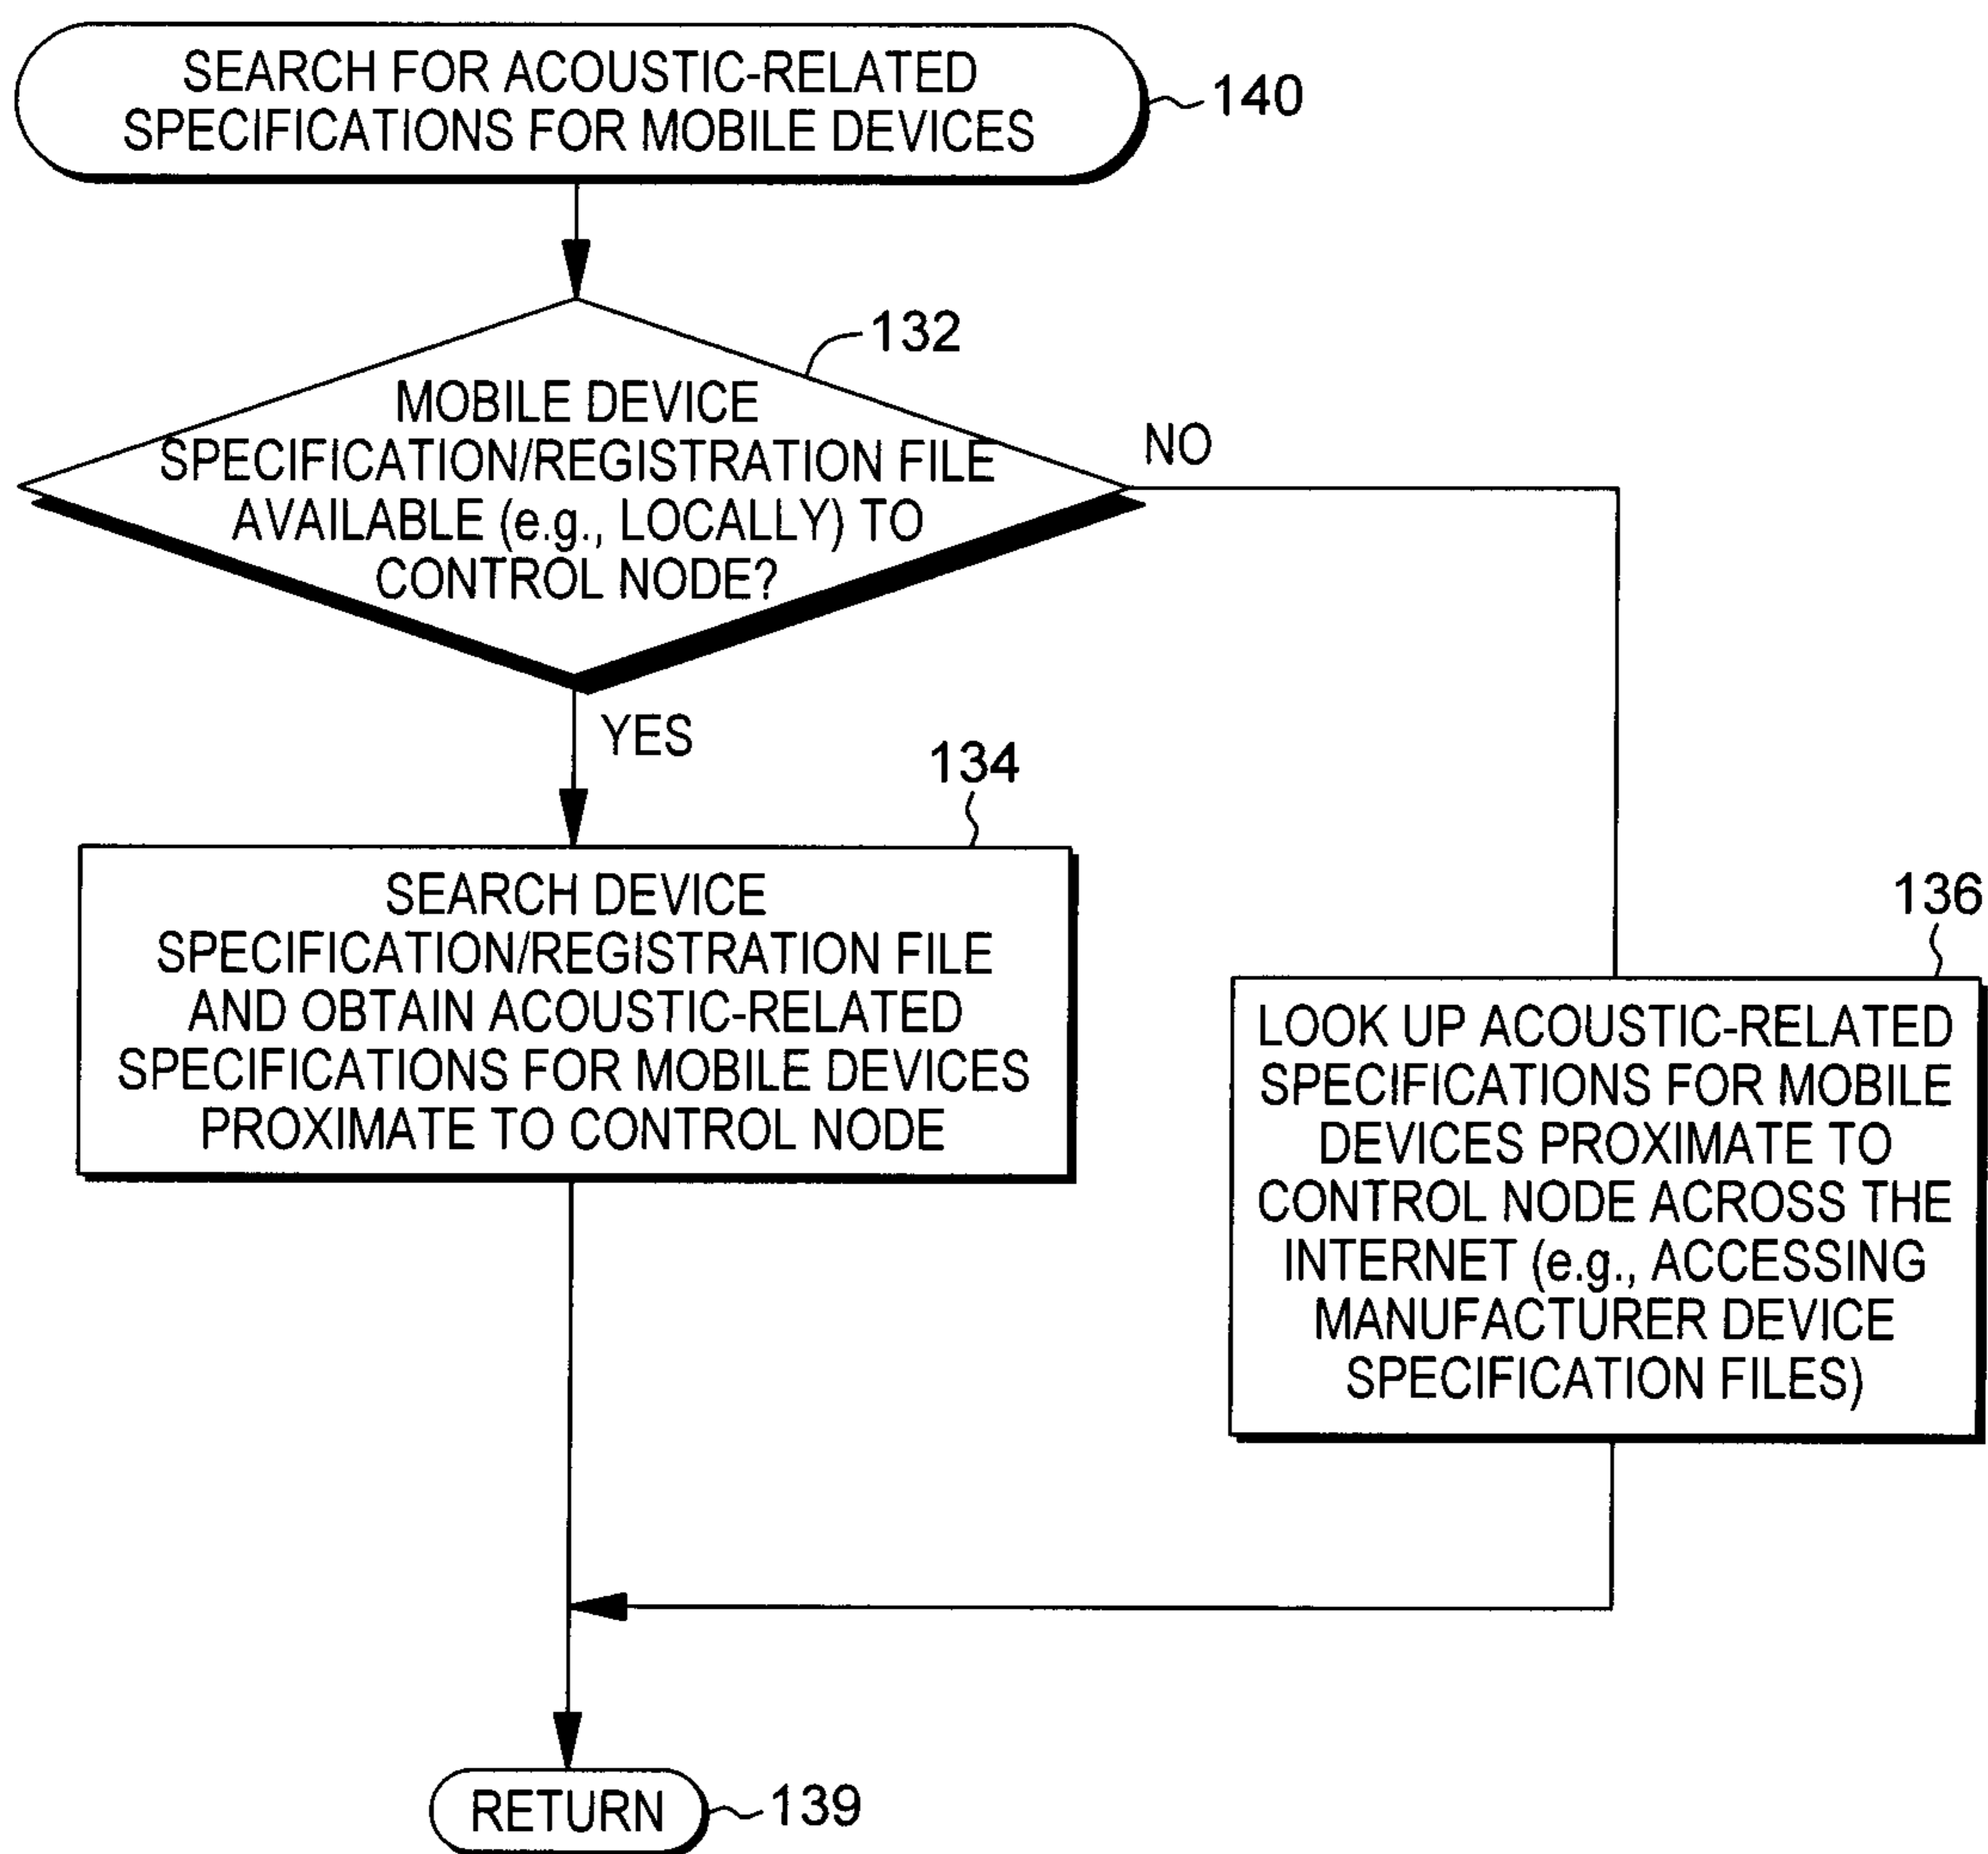 SEARCH FOR ACOUSTIC-RELATED
SPECIFICATIONS FOR MOBILE DEVICES
140
132
MOBILE DEVICE
SPECIFICATION/REGISTRATION FILE
AVAILABLE (e.g., LOCALLY) TO
CONTROL NODE?
NO
YES
134
SEARCH DEVICE
SPECIFICATION/REGISTRATION FILE
AND OBTAIN ACOUSTIC-RELATED
SPECIFICATIONS FOR MOBILE DEVICES
PROXIMATE TO CONTROL NODE
136
LOOK UP ACOUSTIC-RELATED
SPECIFICATIONS FOR MOBILE
DEVICES PROXIMATE TO
CONTROL NODE ACROSS THE
INTERNET (e.g., ACCESSING
MANUFACTURER DEVICE
SPECIFICATION FILES)
RETURN
139